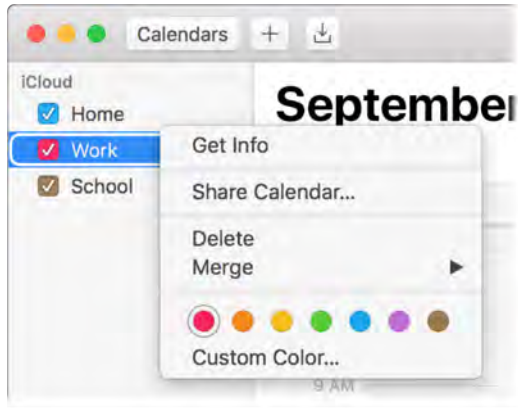 Calendars
iCloud
September
Home
Work
School
Get Info
Share Calendar...
Delete
Merge
Custom Color...
9 AM